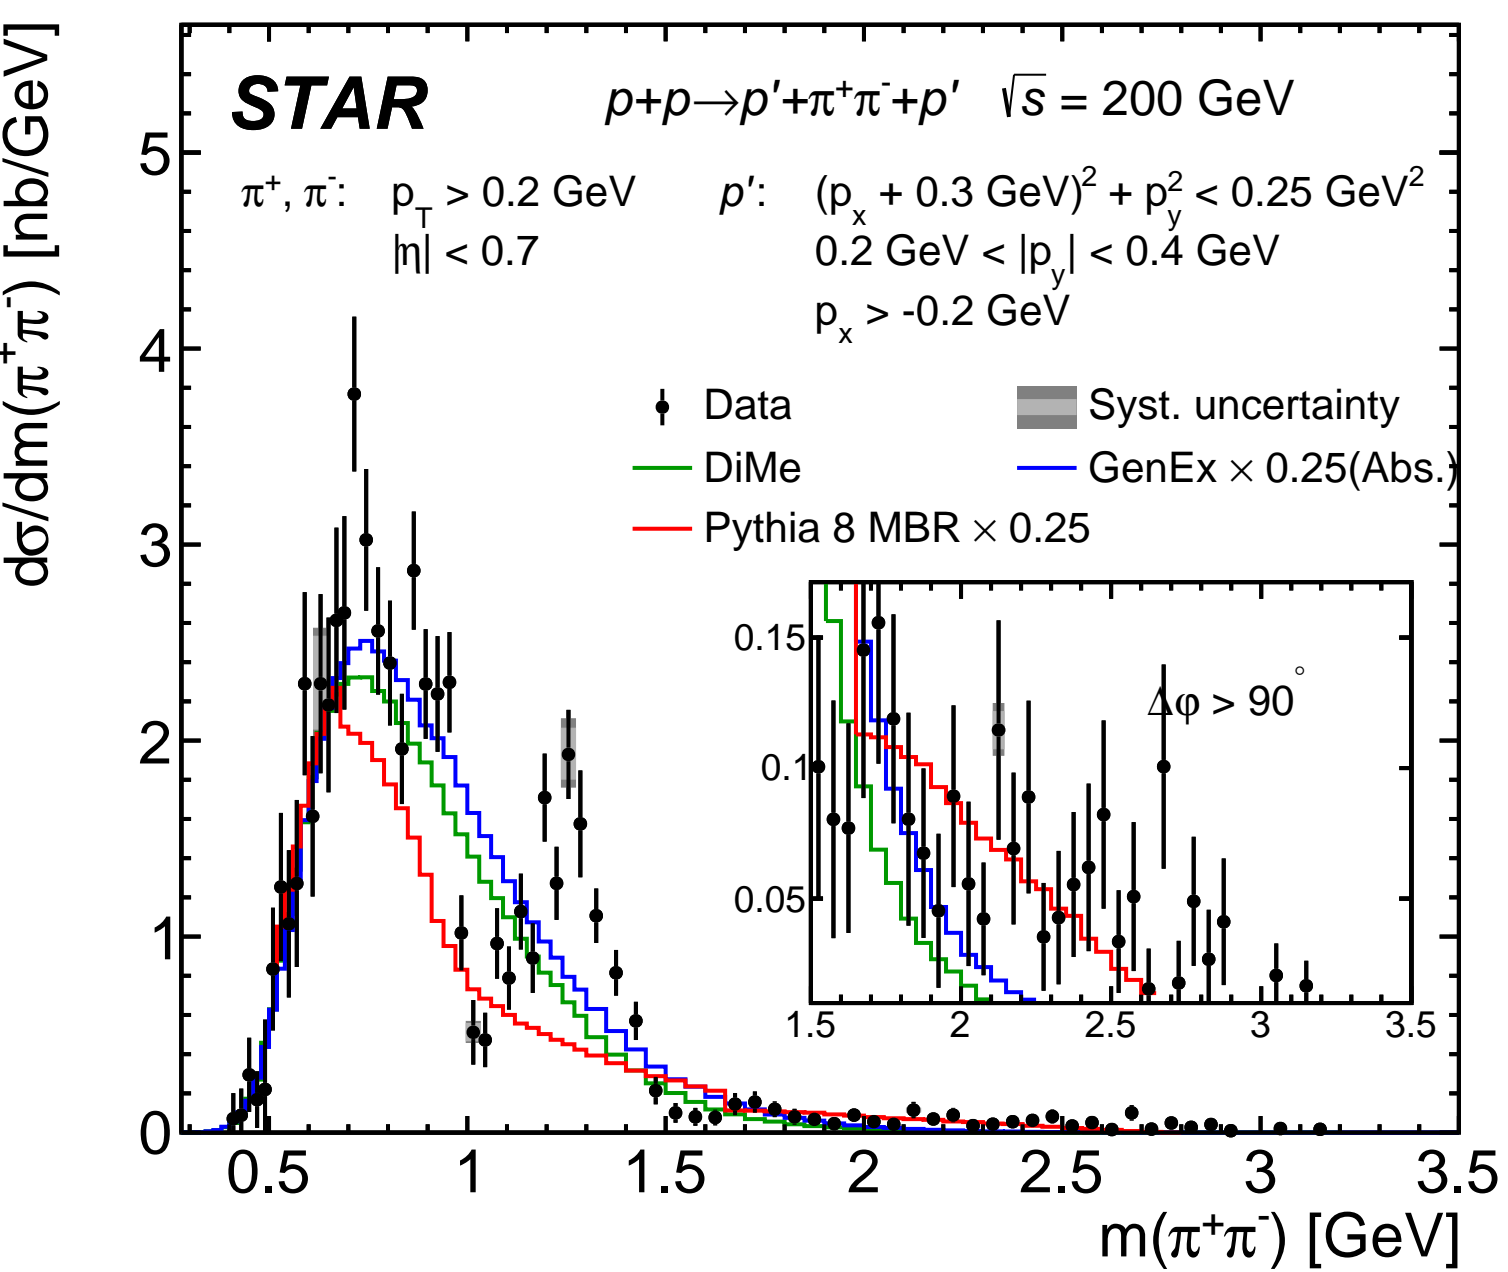 STAR p+p→p′+π⁺π⁻+p′ √s = 200 GeV
π⁺, π⁻: p_T > 0.2 GeV p′: (p_x + 0.3 GeV)² + p_y² < 0.25 GeV²
|η| < 0.7 0.2 GeV < |p_y| < 0.4 GeV
p_x > -0.2 GeV
Data Syst. uncertainty
DiMe GenEx × 0.25(Abs.)
Pythia 8 MBR × 0.25
dσ/dm(π⁺π⁻) [nb/GeV]
5
4
3
2
1
0
0.15
0.1
0.05
Δφ > 90°
1.5 2 2.5 3 3.5
0.5 1 1.5 2 2.5 3 3.5
m(π⁺π⁻) [GeV]